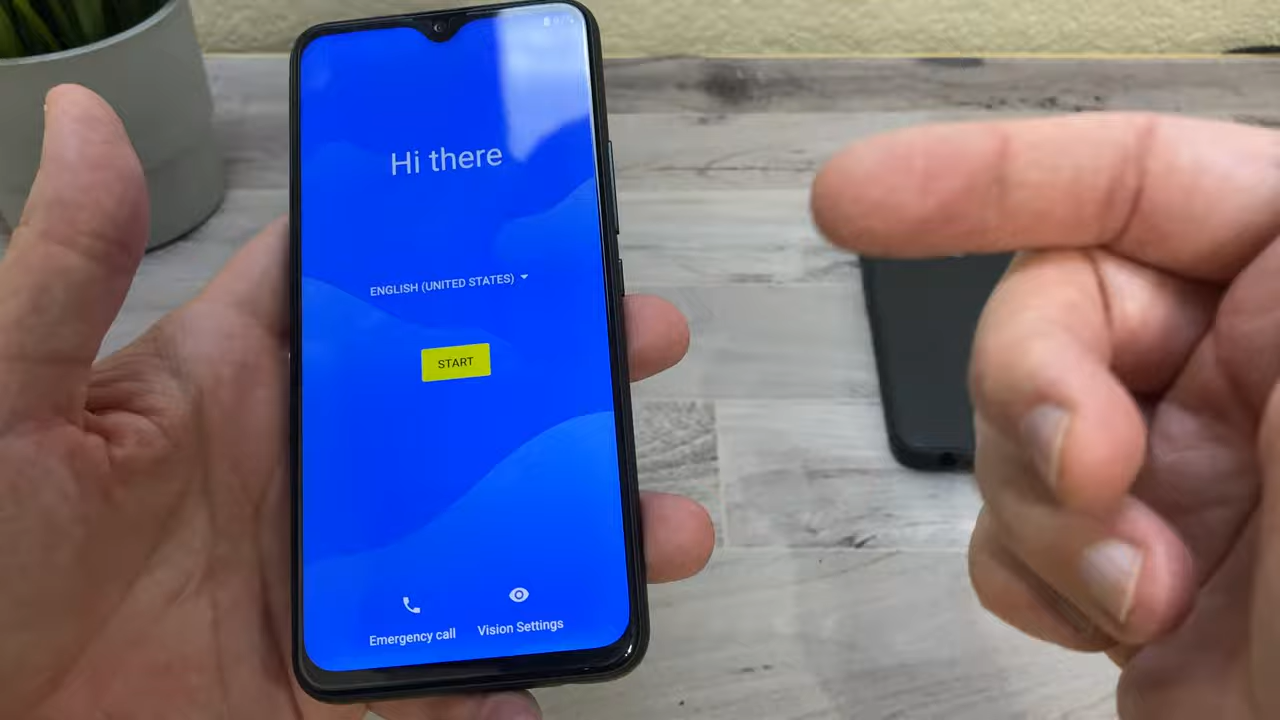 Hi there
ENGLISH (UNITED STATES)
START
Emergency call
Vision Settings